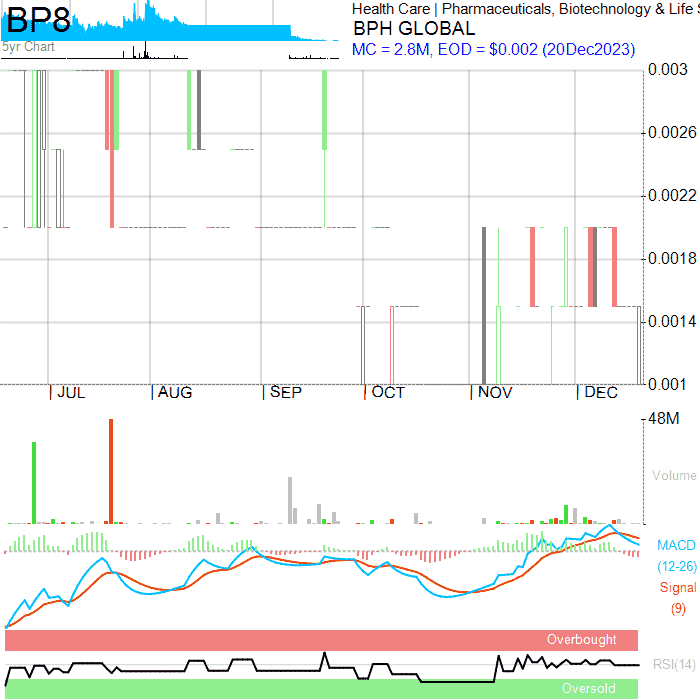 BP8
Health Care | Pharmaceuticals, Biotechnology & Life S
BPH GLOBAL
5yr Chart
MC = 2.8M, EOD = $0.002 (20Dec2023)
0.003
0.0026
0.0022
0.0018
0.0014
0.001
JUL
AUG
SEP
OCT
NOV
DEC
48M
Volume
MACD
(12-26)
Signal
(9)
Overbought
RSI(14)
Oversold